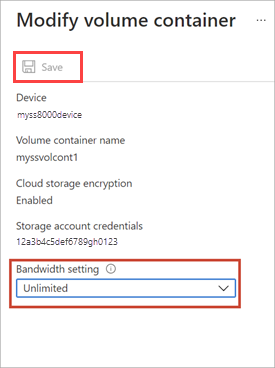 Modify volume container ...
Save
Device
myss8000device
Volume container name
myssvolcont1
Cloud storage encryption
Enabled
Storage account credentials
12a3b4c5def6789gh0123
Bandwidth setting
Unlimited